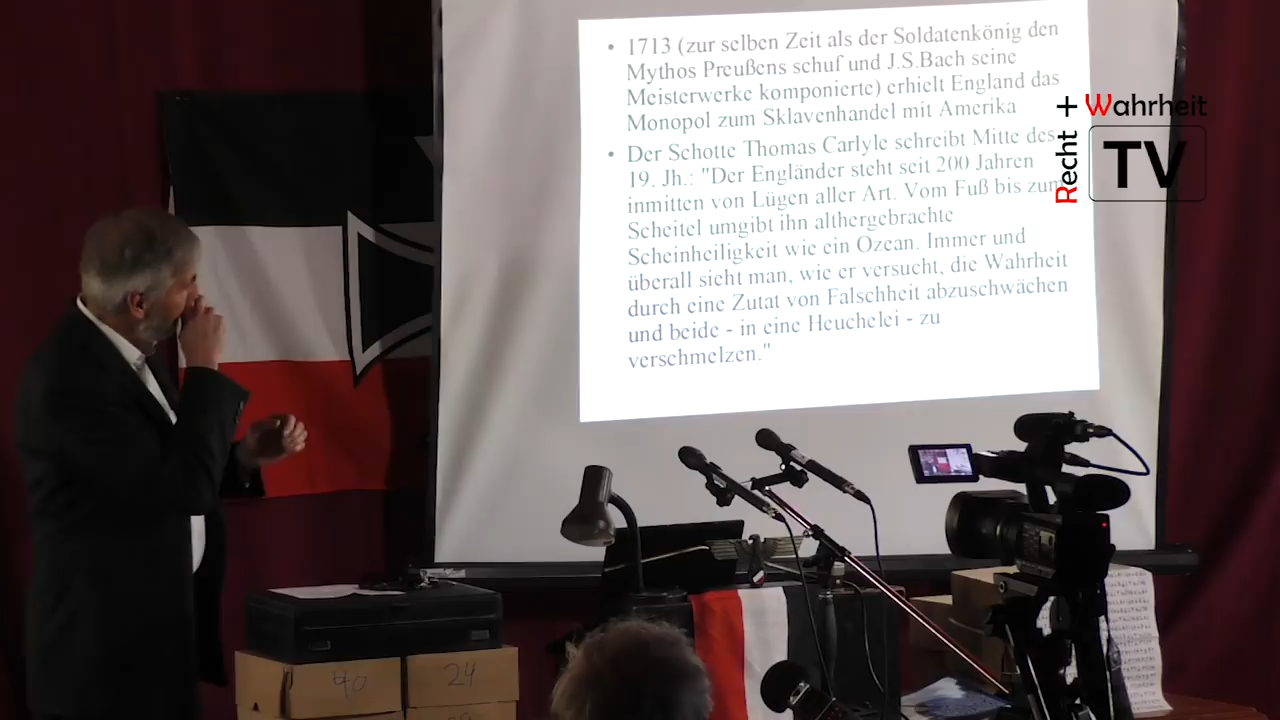 • 1713 (zur selben Zeit als der Soldatenkönig den
Mythos Preußens schuf und J.S.Bach seine
Meisterwerke komponierte) erhielt England das
Monopol zum Sklavenhandel mit Amerika
• Der Schotte Thomas Carlyle schreibt Mitte des
19. Jh.: "Der Engländer steht seit 200 Jahren
inmitten von Lügen aller Art. Vom Fuß bis zum
Scheitel umgibt ihn althergebrachte
Scheinheiligkeit wie ein Ozean. Immer und
überall sieht man, wie er versucht, die Wahrheit
durch eine Zutat von Falschheit abzuschwächen
und beide - in eine Heuchelei - zu
verschmelzen."
Recht + Wahrheit
TV
40
24